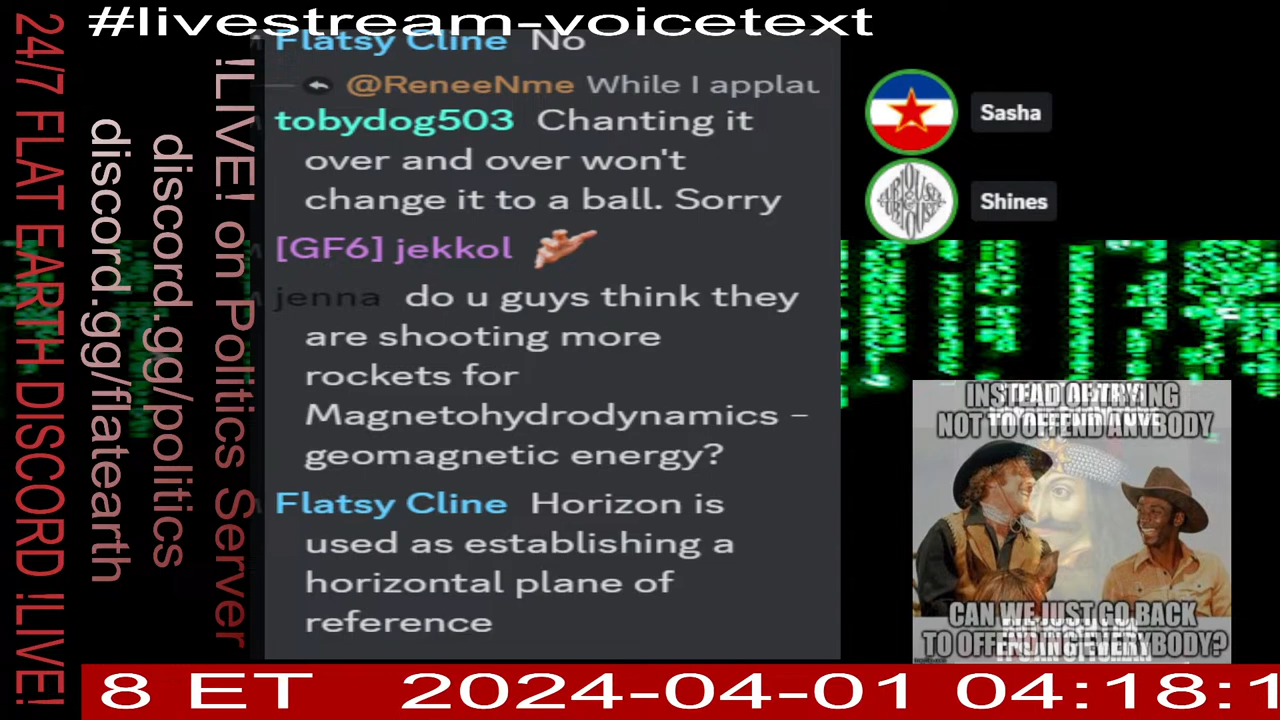 #livestream-voicetext
24/7 FLAT EARTH DISCORD !LIVE!
discord.gg/flatearth
discord.gg/politics
!LIVE! on Politics Server
Flatsy Cline No
@ReneeNme While I applau
tobydog503 Chanting it
over and over won't
change it to a ball. Sorry
[GF6] jekkol
jenna do u guys think they
are shooting more
rockets for
Magnetohydrodynamics -
geomagnetic energy?
Flatsy Cline Horizon is
used as establishing a
horizontal plane of
reference
Sasha
Shines
INSTEAD OF TRYING
NOT TO OFFEND ANYBODY
CAN WE JUST GO BACK
TO OFFENDING EVERYBODY?
8 ET 2024-04-01 04:18:1